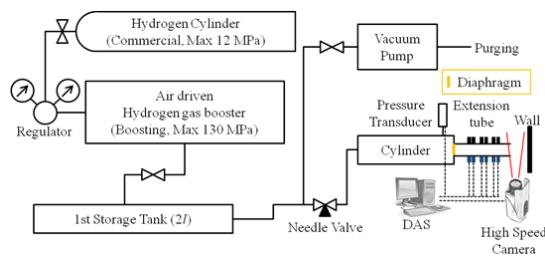 Hydrogen Cylinder
(Commercial, Max 12 MPa)
Vacuum
Pump
Purging
Diaphragm
Air driven
Hydrogen gas booster
(Boosting, Max 130 MPa)
Regulator
Pressure
Transducer
Extension
tube
Wall
Cylinder
1st Storage Tank (2l)
Needle Valve
DAS
High Speed
Camera